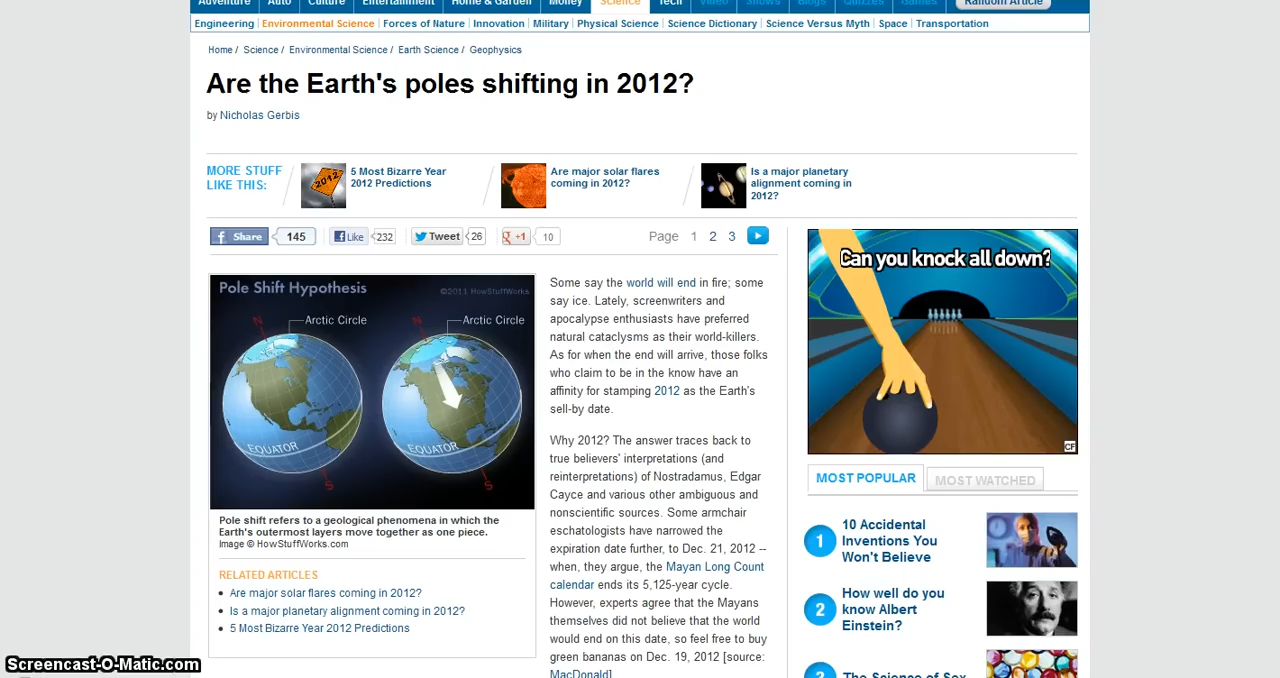 Adventure Auto Culture Entertainment Home & Garden Money Science Tech Video Shows Blogs Quizzes Games Random Article
Engineering Environmental Science Forces of Nature Innovation Military Physical Science Science Dictionary Science Versus Myth Space Transportation
Home / Science / Environmental Science / Earth Science / Geophysics
Are the Earth's poles shifting in 2012?
by Nicholas Gerbis
MORE STUFF
LIKE THIS:
2012
5 Most Bizarre Year
2012 Predictions
Are major solar flares
coming in 2012?
Is a major planetary
alignment coming in
2012?
f Share 145 f Like 232 Tweet 26 g +1 10
Page 1 2 3
Pole Shift Hypothesis
©2011 HowStuffWorks
N Arctic Circle N Arctic Circle
EQUATOR EQUATOR
S S
Pole shift refers to a geological phenomena in which the
Earth's outermost layers move together as one piece.
Image © HowStuffWorks.com
RELATED ARTICLES
Are major solar flares coming in 2012?
Is a major planetary alignment coming in 2012?
5 Most Bizarre Year 2012 Predictions
Some say the world will end in fire; some
say ice. Lately, screenwriters and
apocalypse enthusiasts have preferred
natural cataclysms as their world-killers.
As for when the end will arrive, those folks
who claim to be in the know have an
affinity for stamping 2012 as the Earth's
sell-by date.
Why 2012? The answer traces back to
true believers' interpretations (and
reinterpretations) of Nostradamus, Edgar
Cayce and various other ambiguous and
nonscientific sources. Some armchair
eschatologists have narrowed the
expiration date further, to Dec. 21, 2012 --
when, they argue, the Mayan Long Count
calendar ends its 5,125-year cycle.
However, experts agree that the Mayans
themselves did not believe that the world
would end on this date, so feel free to buy
green bananas on Dec. 19, 2012 [source:
MacDonald].
Can you knock all down?
CF
MOST POPULAR MOST WATCHED
1 10 Accidental
Inventions You
Won't Believe
2 How well do you
know Albert
Einstein?
3 The Science of Sex
Screencast-O-Matic.com